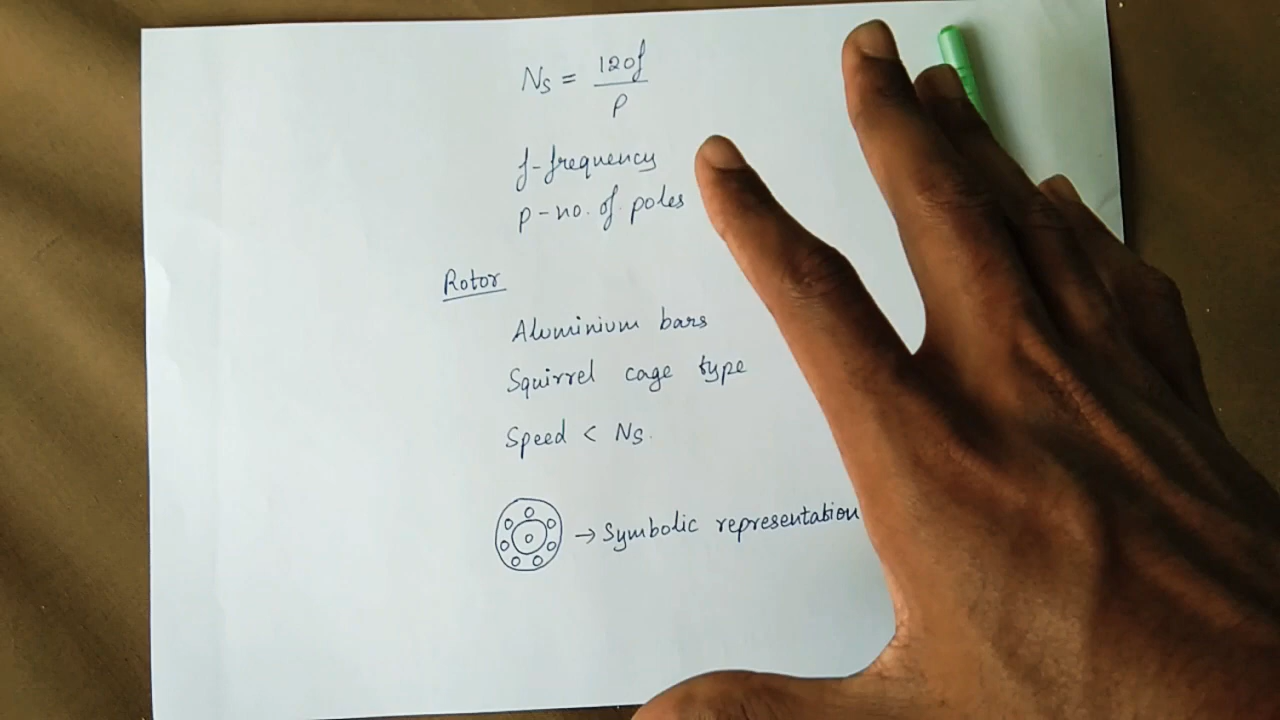 Ns = 120f / P
f - frequency
p - no. of poles
Rotor
Aluminium bars
Squirrel cage type
Speed < Ns.
→ Symbolic representation